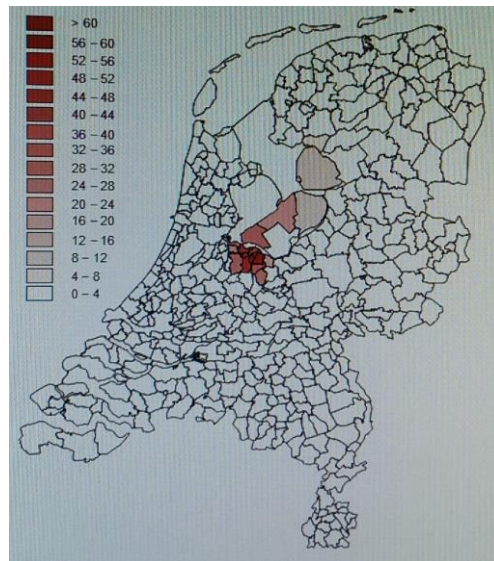 > 60
56 – 60
52 – 56
48 – 52
44 – 48
40 – 44
36 – 40
32 – 36
28 – 32
24 – 28
20 – 24
16 – 20
12 – 16
8 – 12
4 – 8
0 – 4